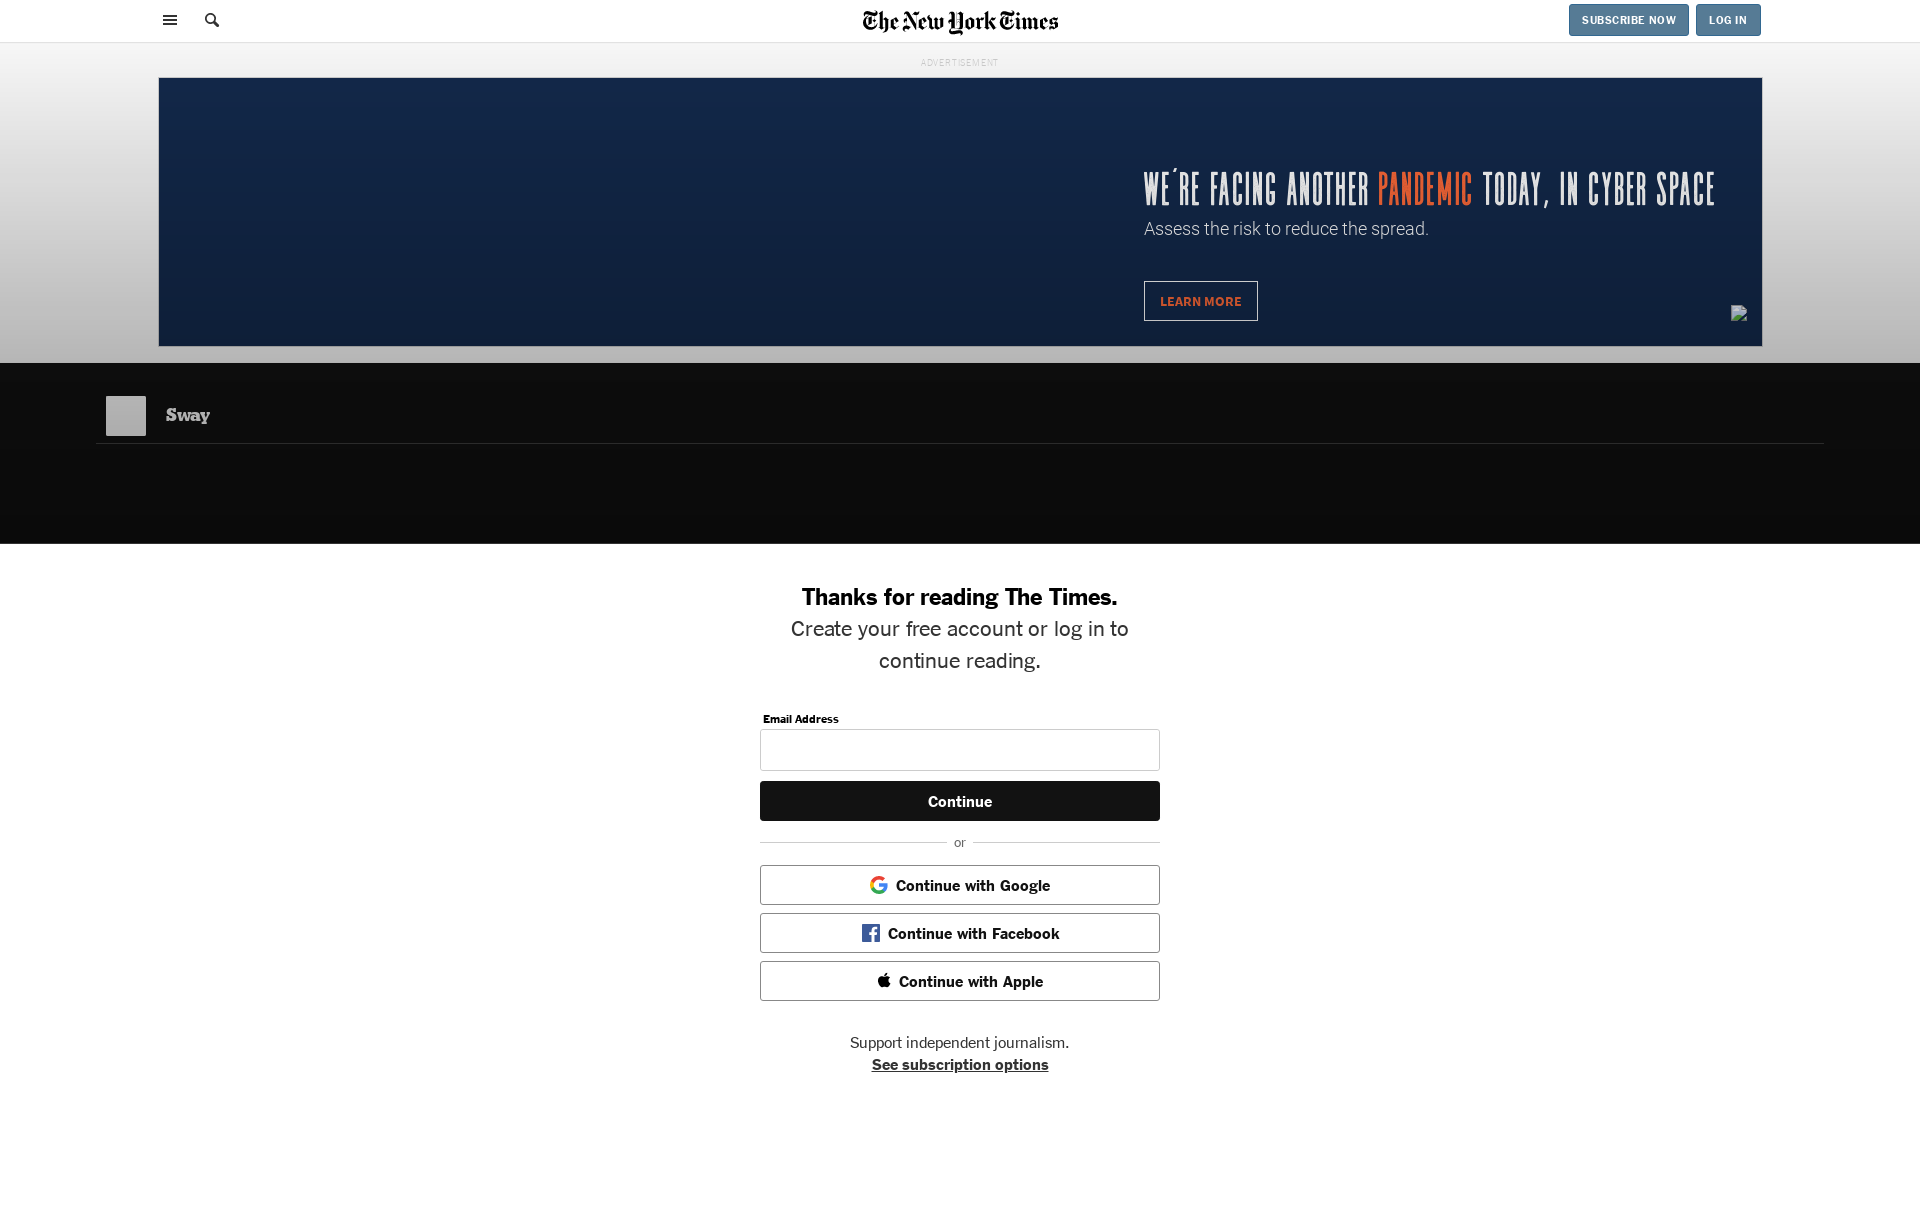 The New York Times
SUBSCRIBE NOW
LOG IN
ADVERTISEMENT
WE'RE FACING ANOTHER PANDEMIC TODAY, IN CYBER SPACE
Assess the risk to reduce the spread.
LEARN MORE
Sway
Thanks for reading The Times.
Create your free account or log in to
continue reading.
Email Address
Continue
or
Continue with Google
Continue with Facebook
Continue with Apple
Support independent journalism.
See subscription options